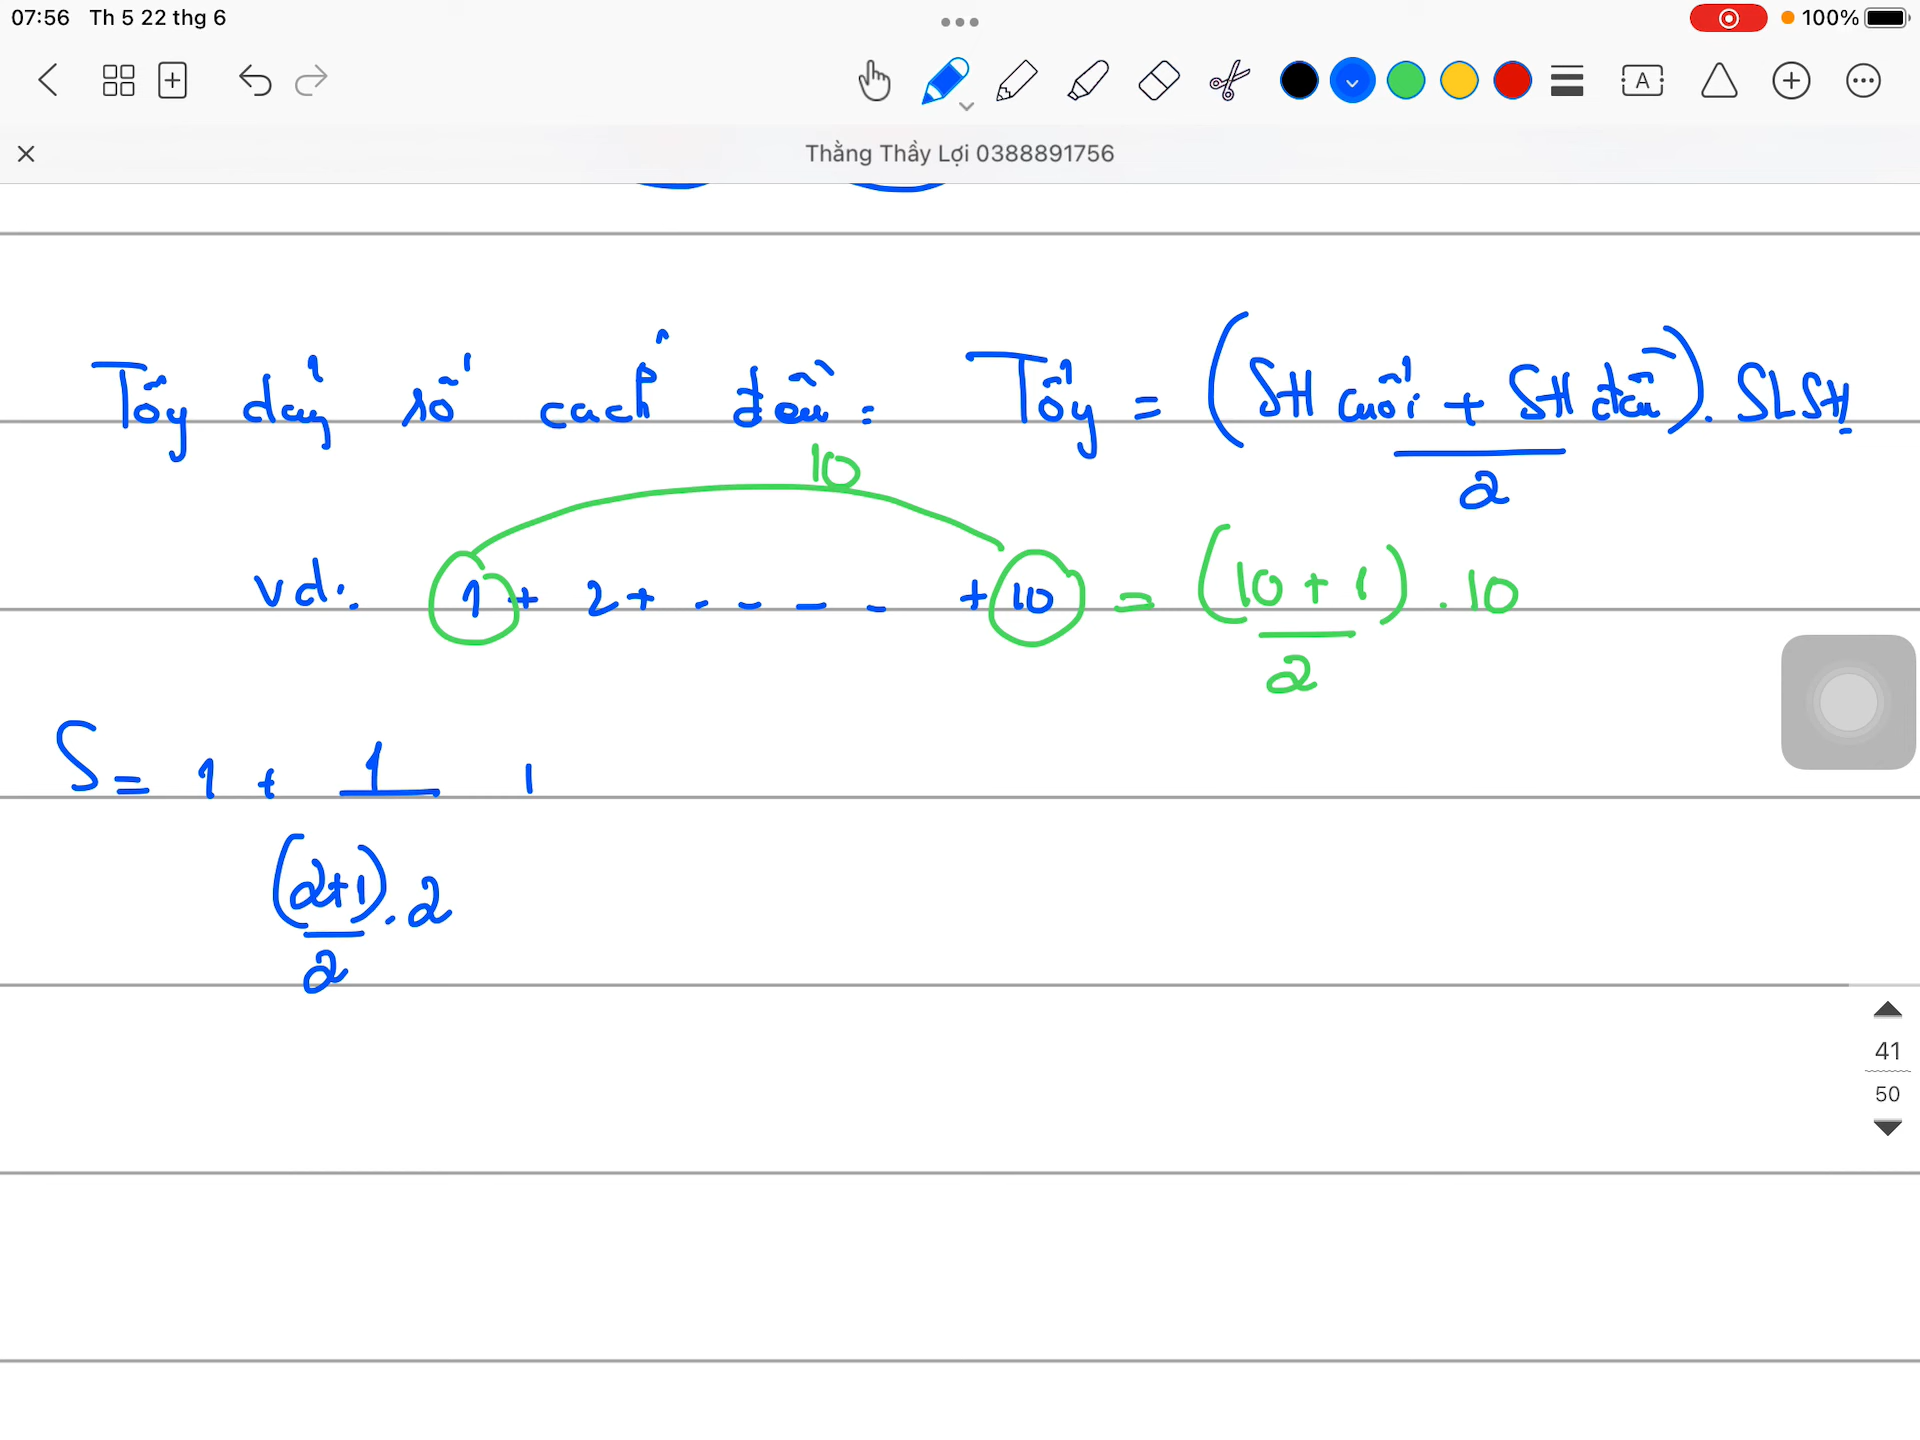 07:56 Th 5 22 thg 6 100%
A
Thằng Thầy Lợi 0388891756
Tổng dãy số cách đều: Tổng = (SH cuối + SH đầu)/2 . SLSH
10
vd: 1 + 2 + - - - - + 10 = (10 + 1)/2 . 10
S = 1 + 1/((2+1)/2 . 2)
41
50